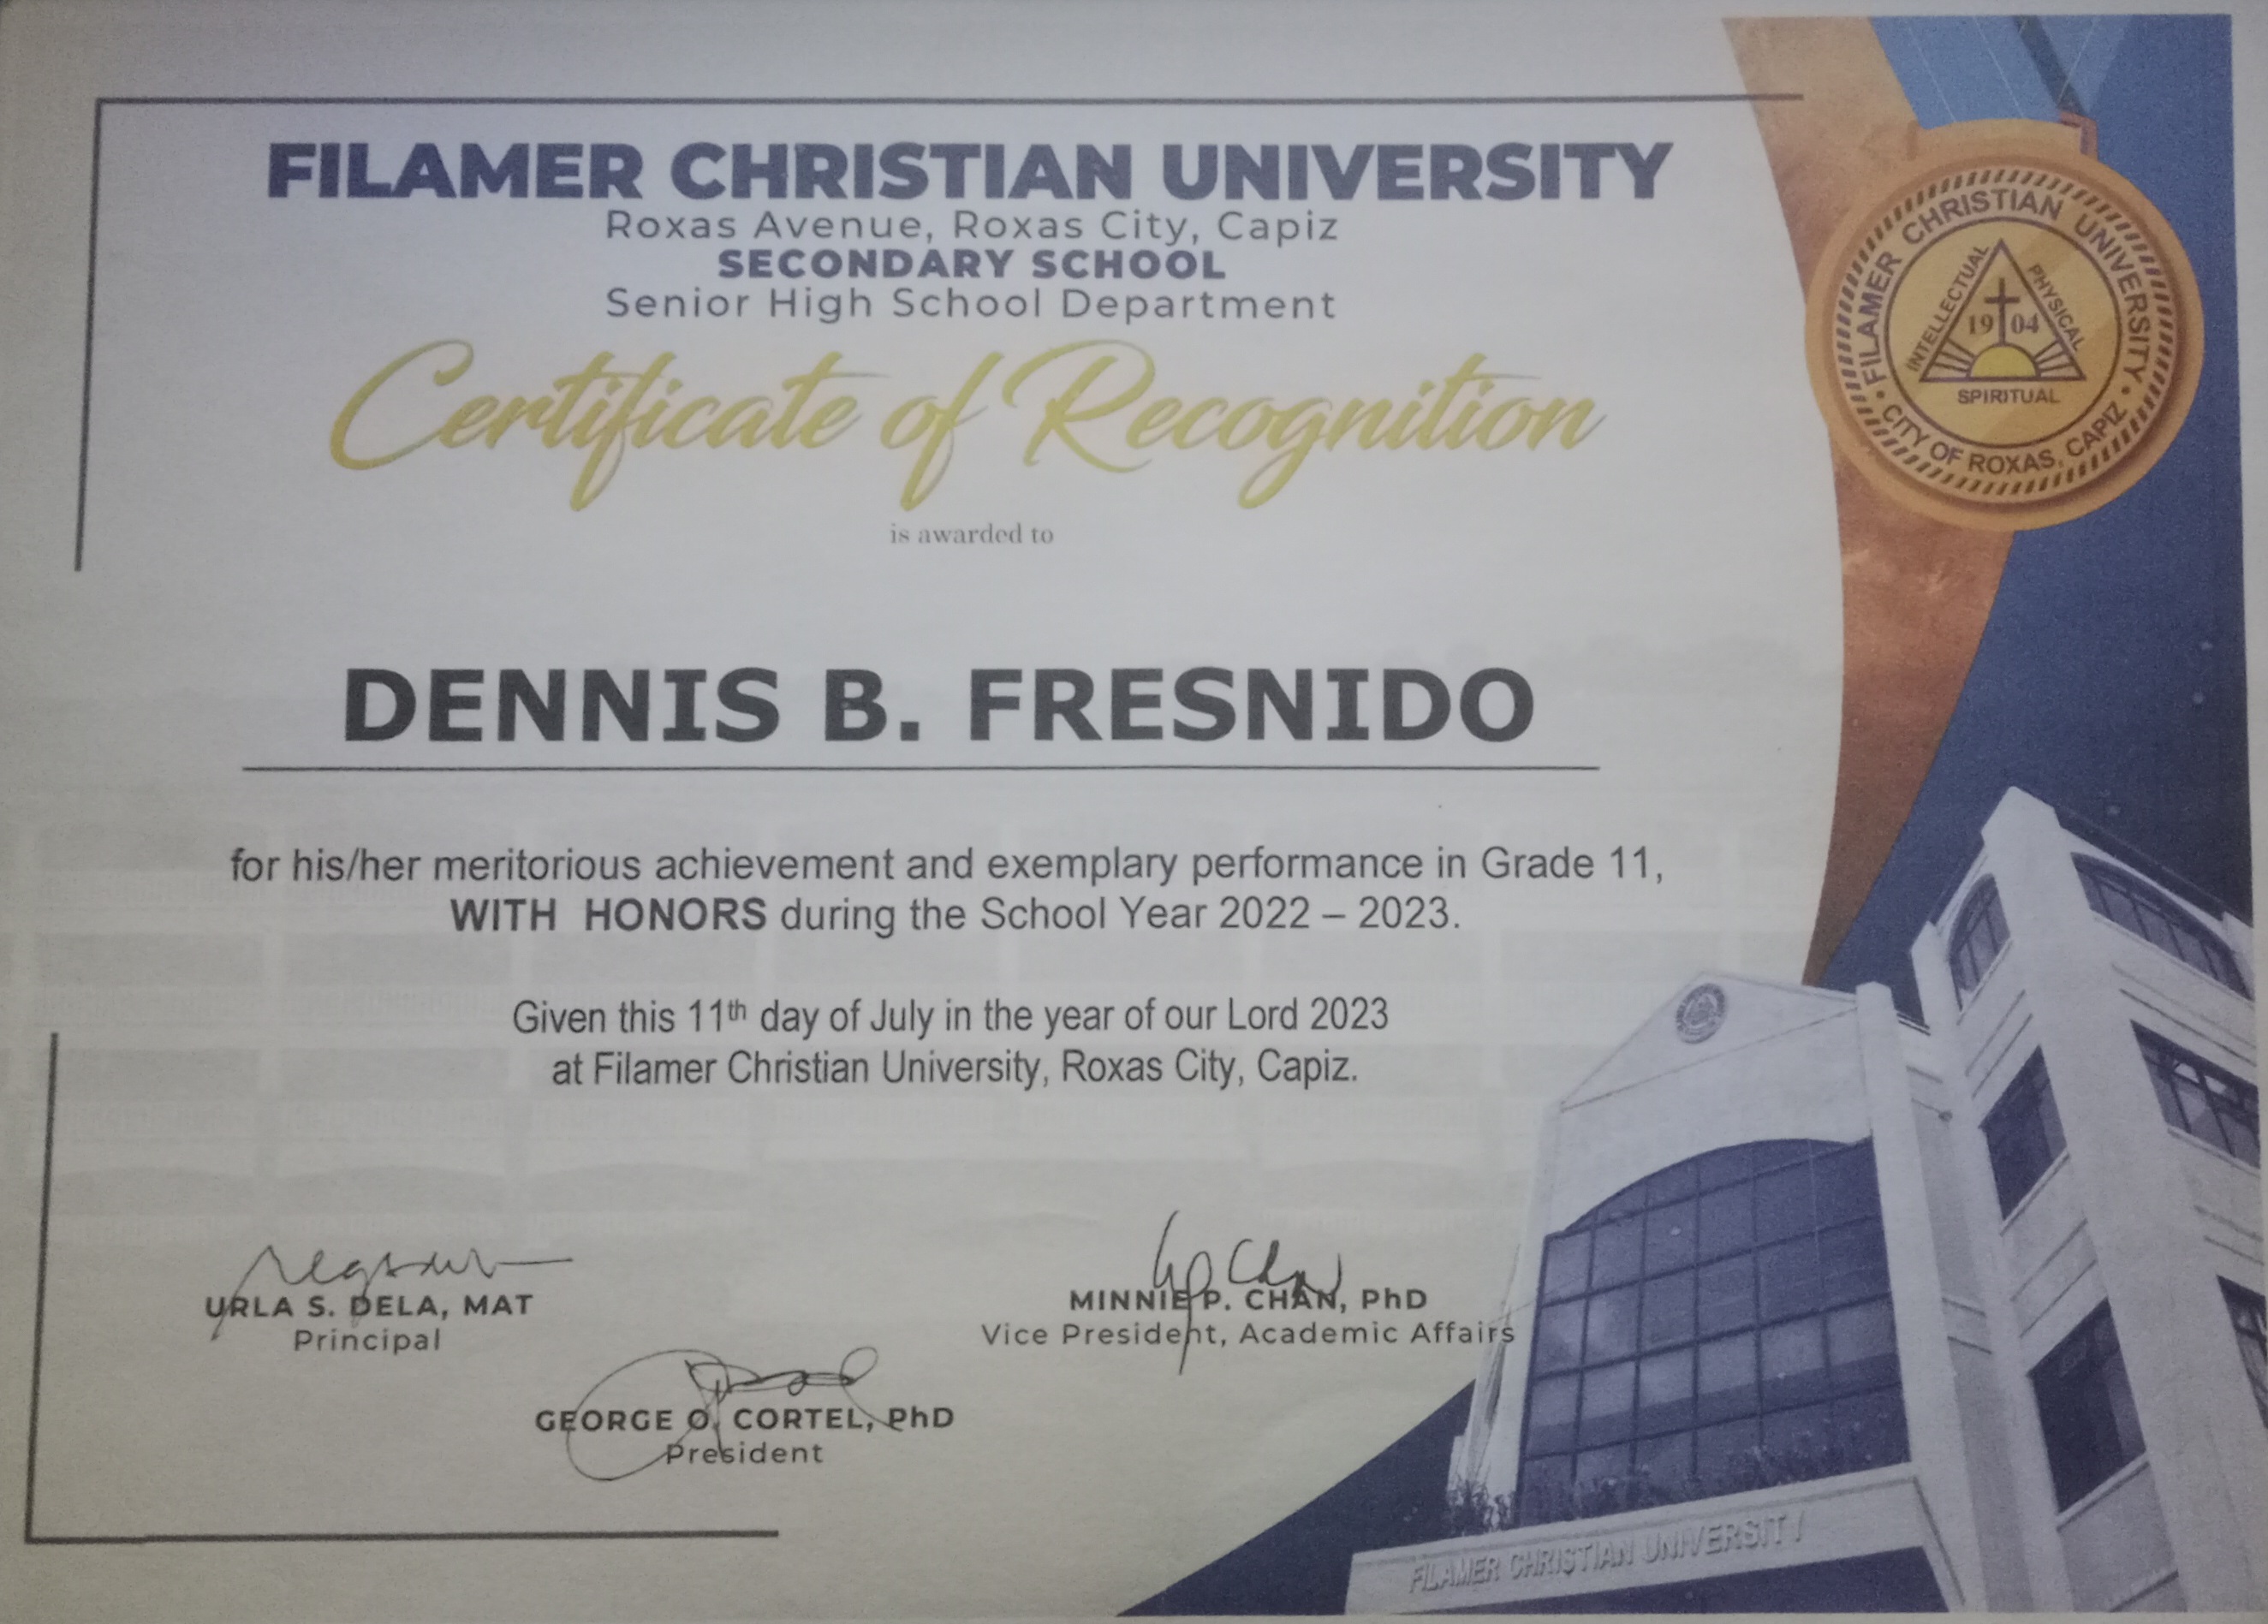 FILAMER CHRISTIAN UNIVERSITY
Roxas Avenue, Roxas City, Capiz
SECONDARY SCHOOL
Senior High School Department
Certificate of Recognition
is awarded to
DENNIS B. FRESNIDO
for his/her meritorious achievement and exemplary performance in Grade 11,
WITH HONORS during the School Year 2022 – 2023.
Given this 11th day of July in the year of our Lord 2023
at Filamer Christian University, Roxas City, Capiz.
URLA S. DELA, MAT
Principal
MINNIE P. CHAN, PhD
Vice President, Academic Affairs
GEORGE O. CORTEL, PhD
President
FILAMER CHRISTIAN UNIVERSITY
CITY OF ROXAS, CAPIZ
INTELLECTUAL
PHYSICAL
SPIRITUAL
19 04
FILAMER CHRISTIAN UNIVERSITY